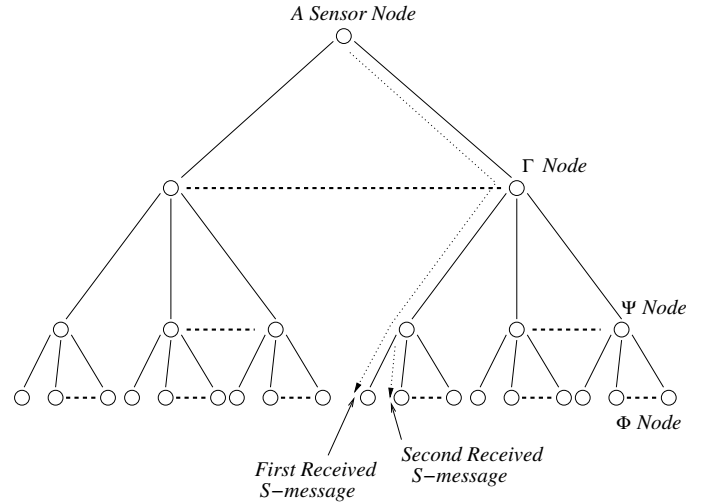 A Sensor Node
Γ Node
Ψ Node
Φ Node
First Received
S−message
Second Received
S−message